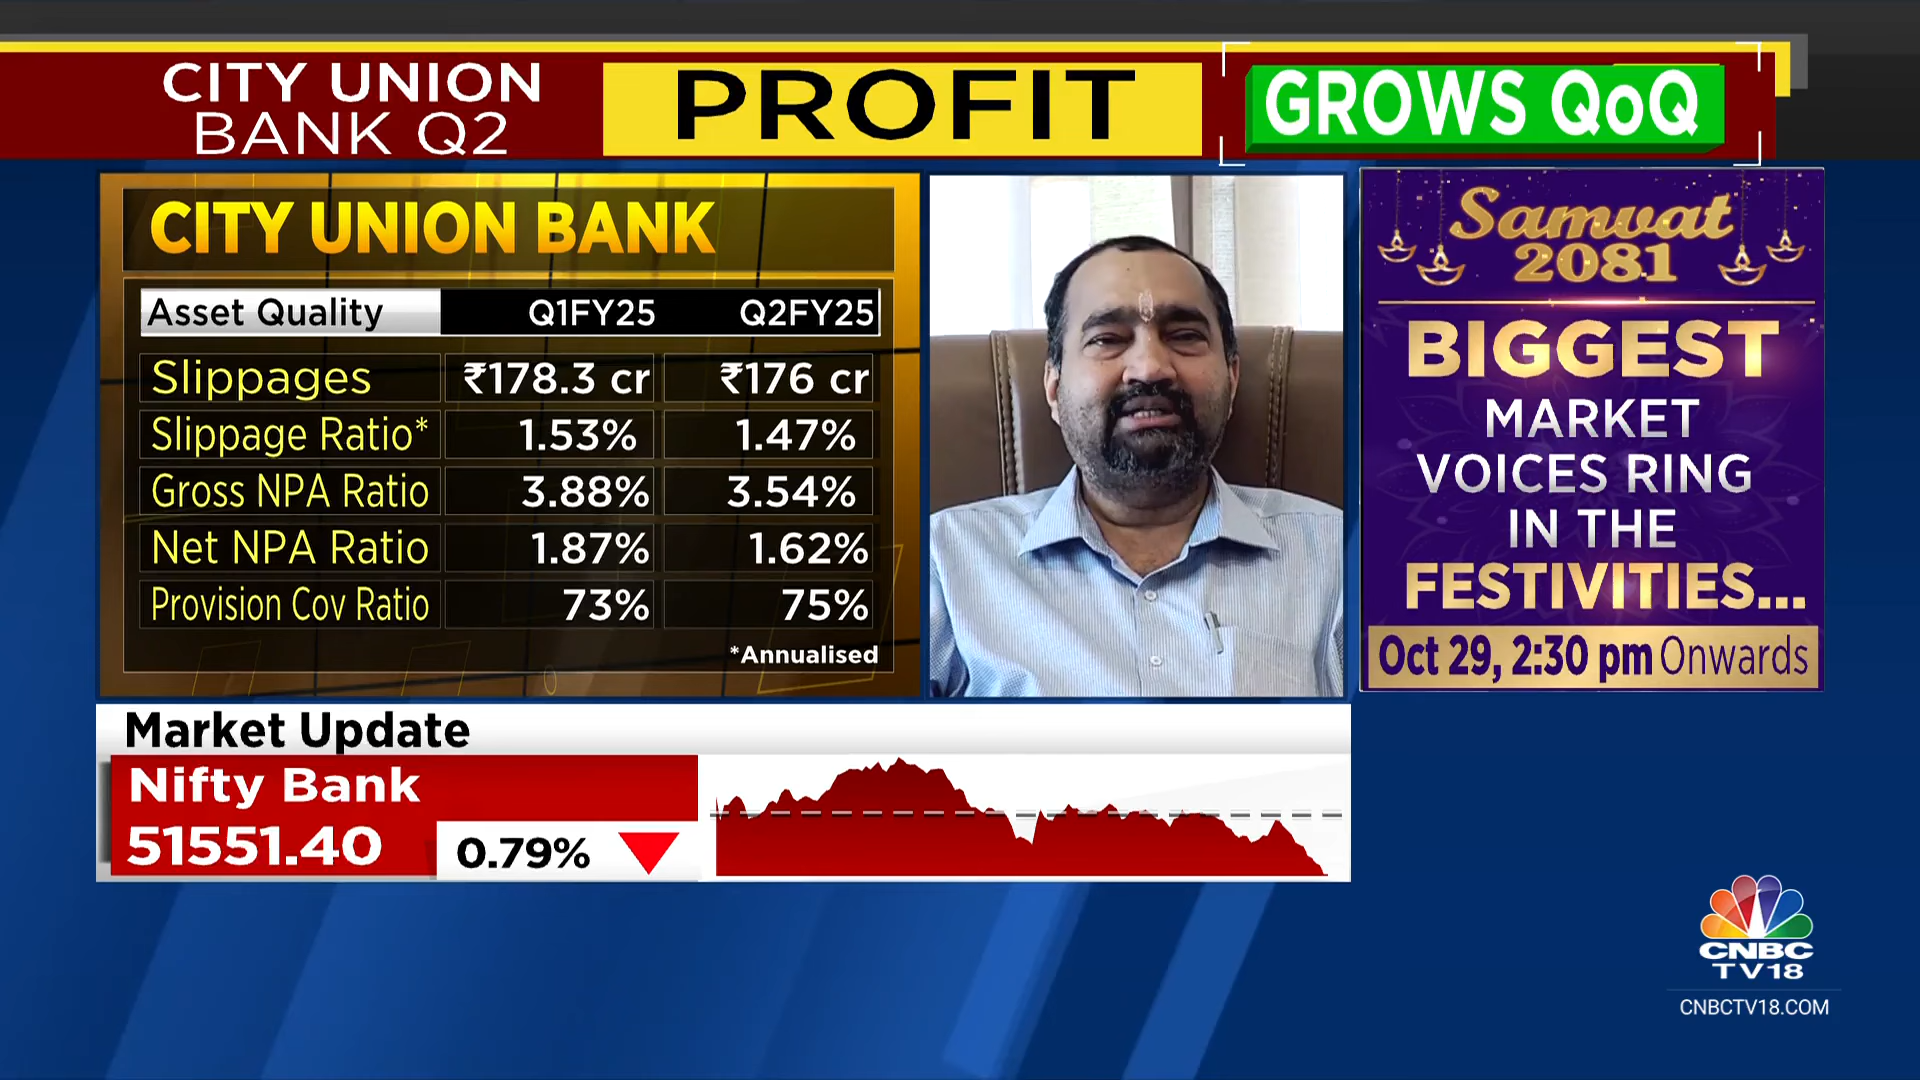 CITY UNION
BANK Q2
PROFIT
GROWS QoQ
CITY UNION BANK
Asset Quality Q1FY25 Q2FY25
Slippages ₹178.3 cr ₹176 cr
Slippage Ratio* 1.53% 1.47%
Gross NPA Ratio 3.88% 3.54%
Net NPA Ratio 1.87% 1.62%
Provision Cov Ratio 73% 75%
*Annualised
Samvat
2081
BIGGEST
MARKET
VOICES RING
IN THE
FESTIVITIES...
Oct 29, 2:30 pm Onwards
Market Update
Nifty Bank
51551.40
0.79%
CNBC
TV18
CNBCTV18.COM